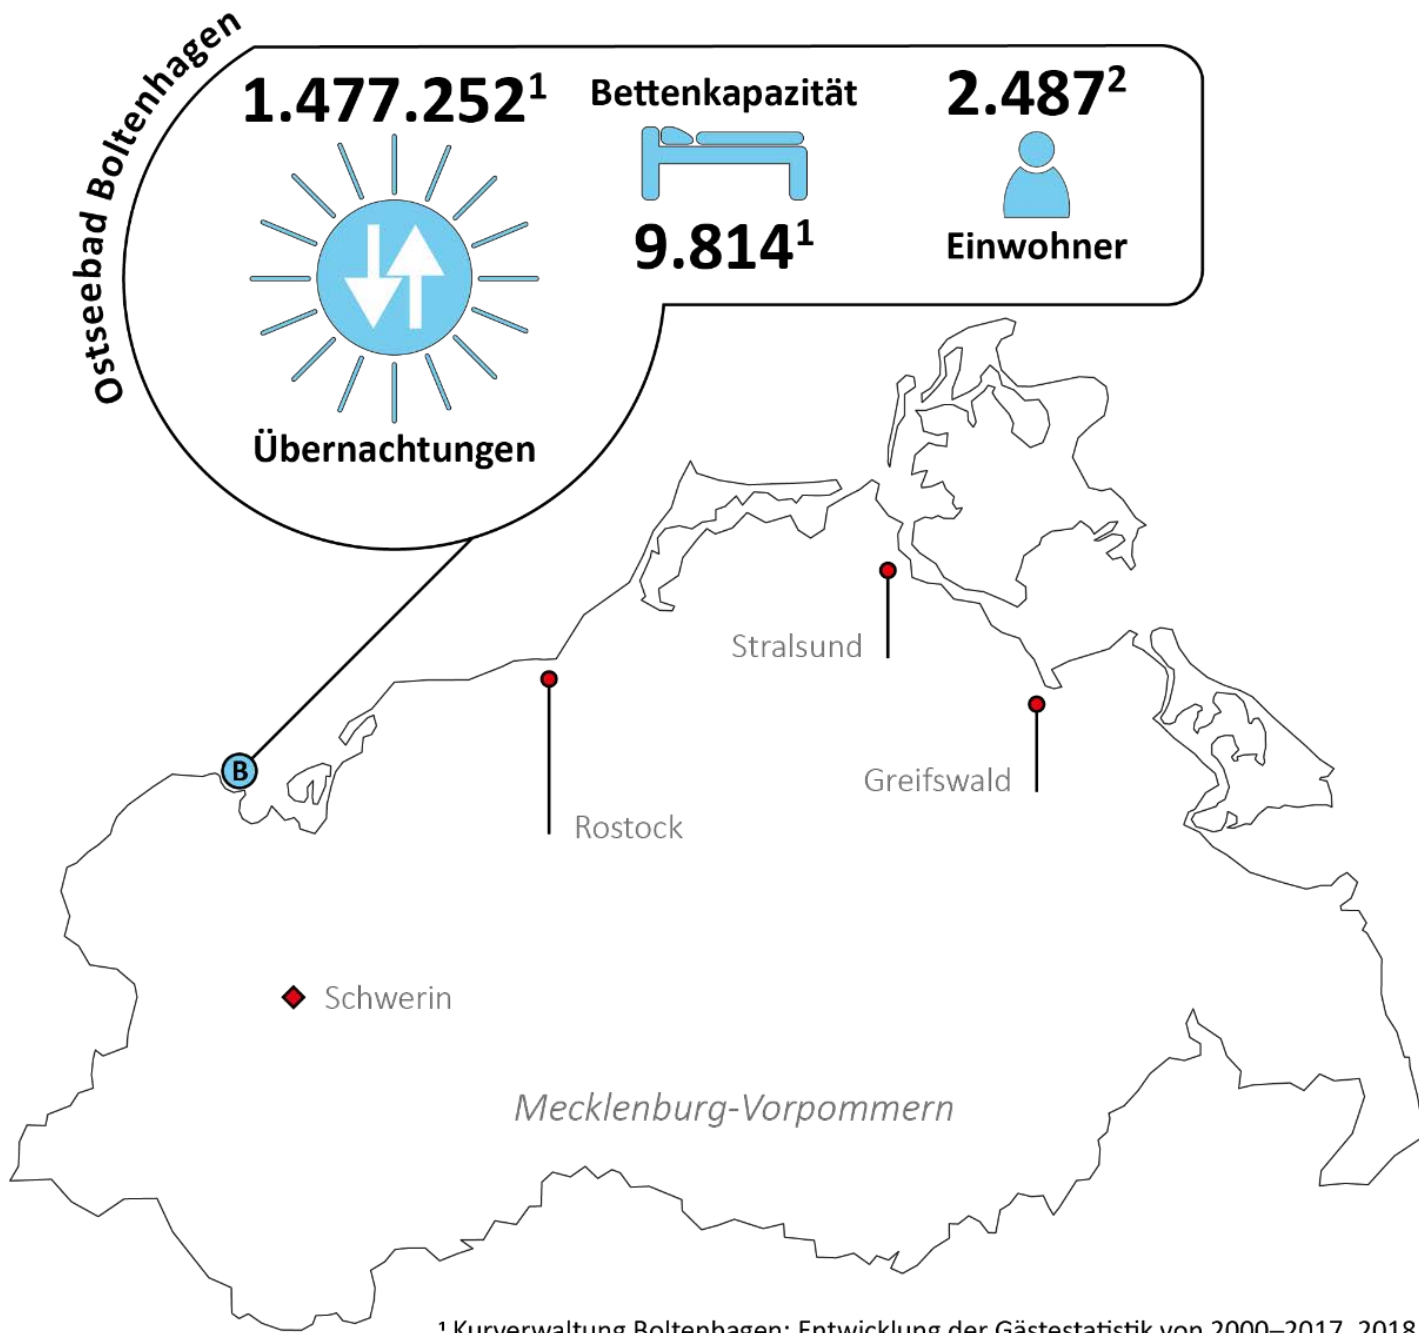 Ostseebad Boltenhagen
1.477.252¹
Übernachtungen
Bettenkapazität
9.814¹
2.487²
Einwohner
Stralsund
Greifswald
Rostock
B
Schwerin
Mecklenburg-Vorpommern
¹ Kurverwaltung Boltenhagen: Entwicklung der Gästestatistik von 2000–2017, 2018